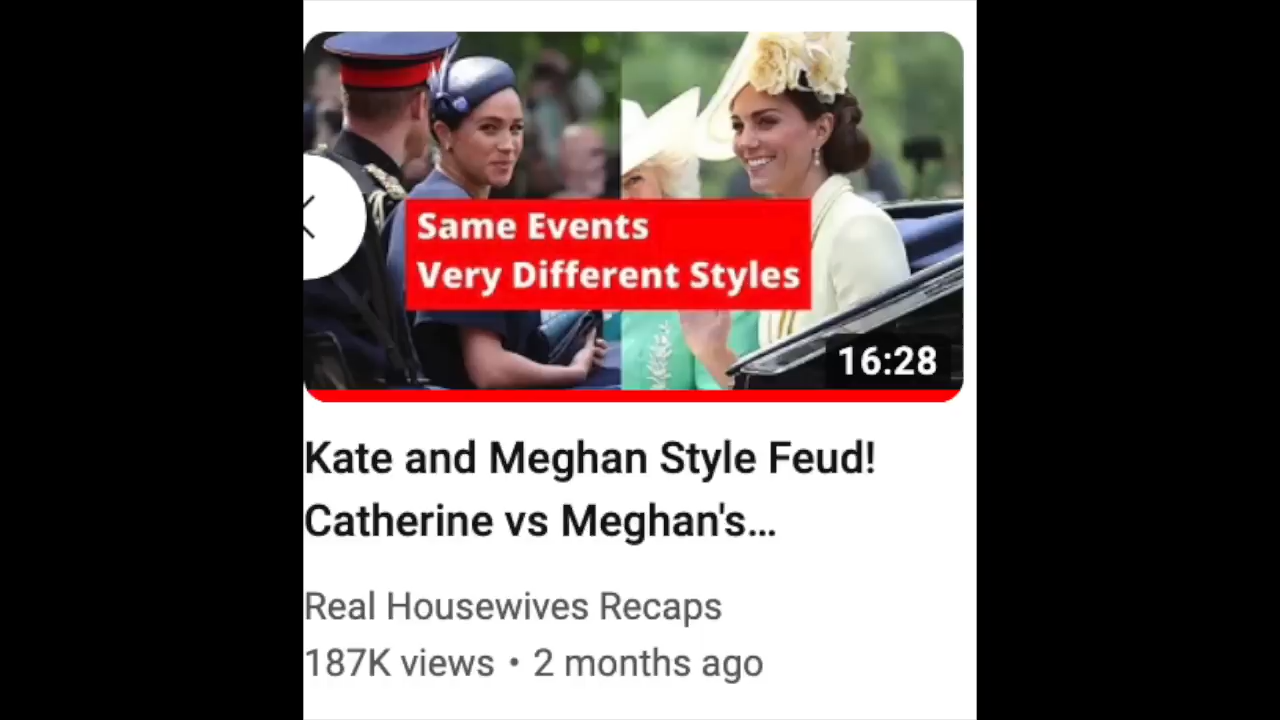 Same Events
Very Different Styles
16:28
Kate and Meghan Style Feud!
Catherine vs Meghan's...
Real Housewives Recaps
187K views • 2 months ago